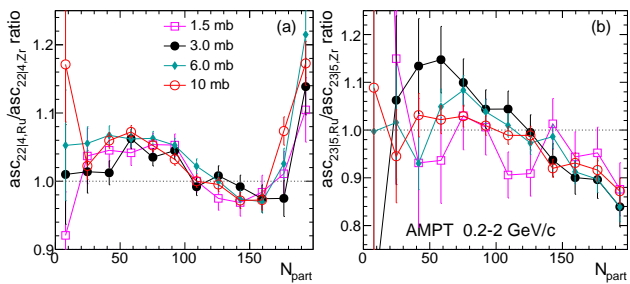 asc22|4,Ru/asc22|4,Zr ratio
1.2
1.1
1.0
0.9
0 50 100 150
Npart
(a)
1.5 mb
3.0 mb
6.0 mb
10 mb
asc23|5,Ru/asc23|5,Zr ratio
1.2
1.1
1.0
0.9
0.8
0 50 100 150
Npart
(b)
AMPT 0.2-2 GeV/c